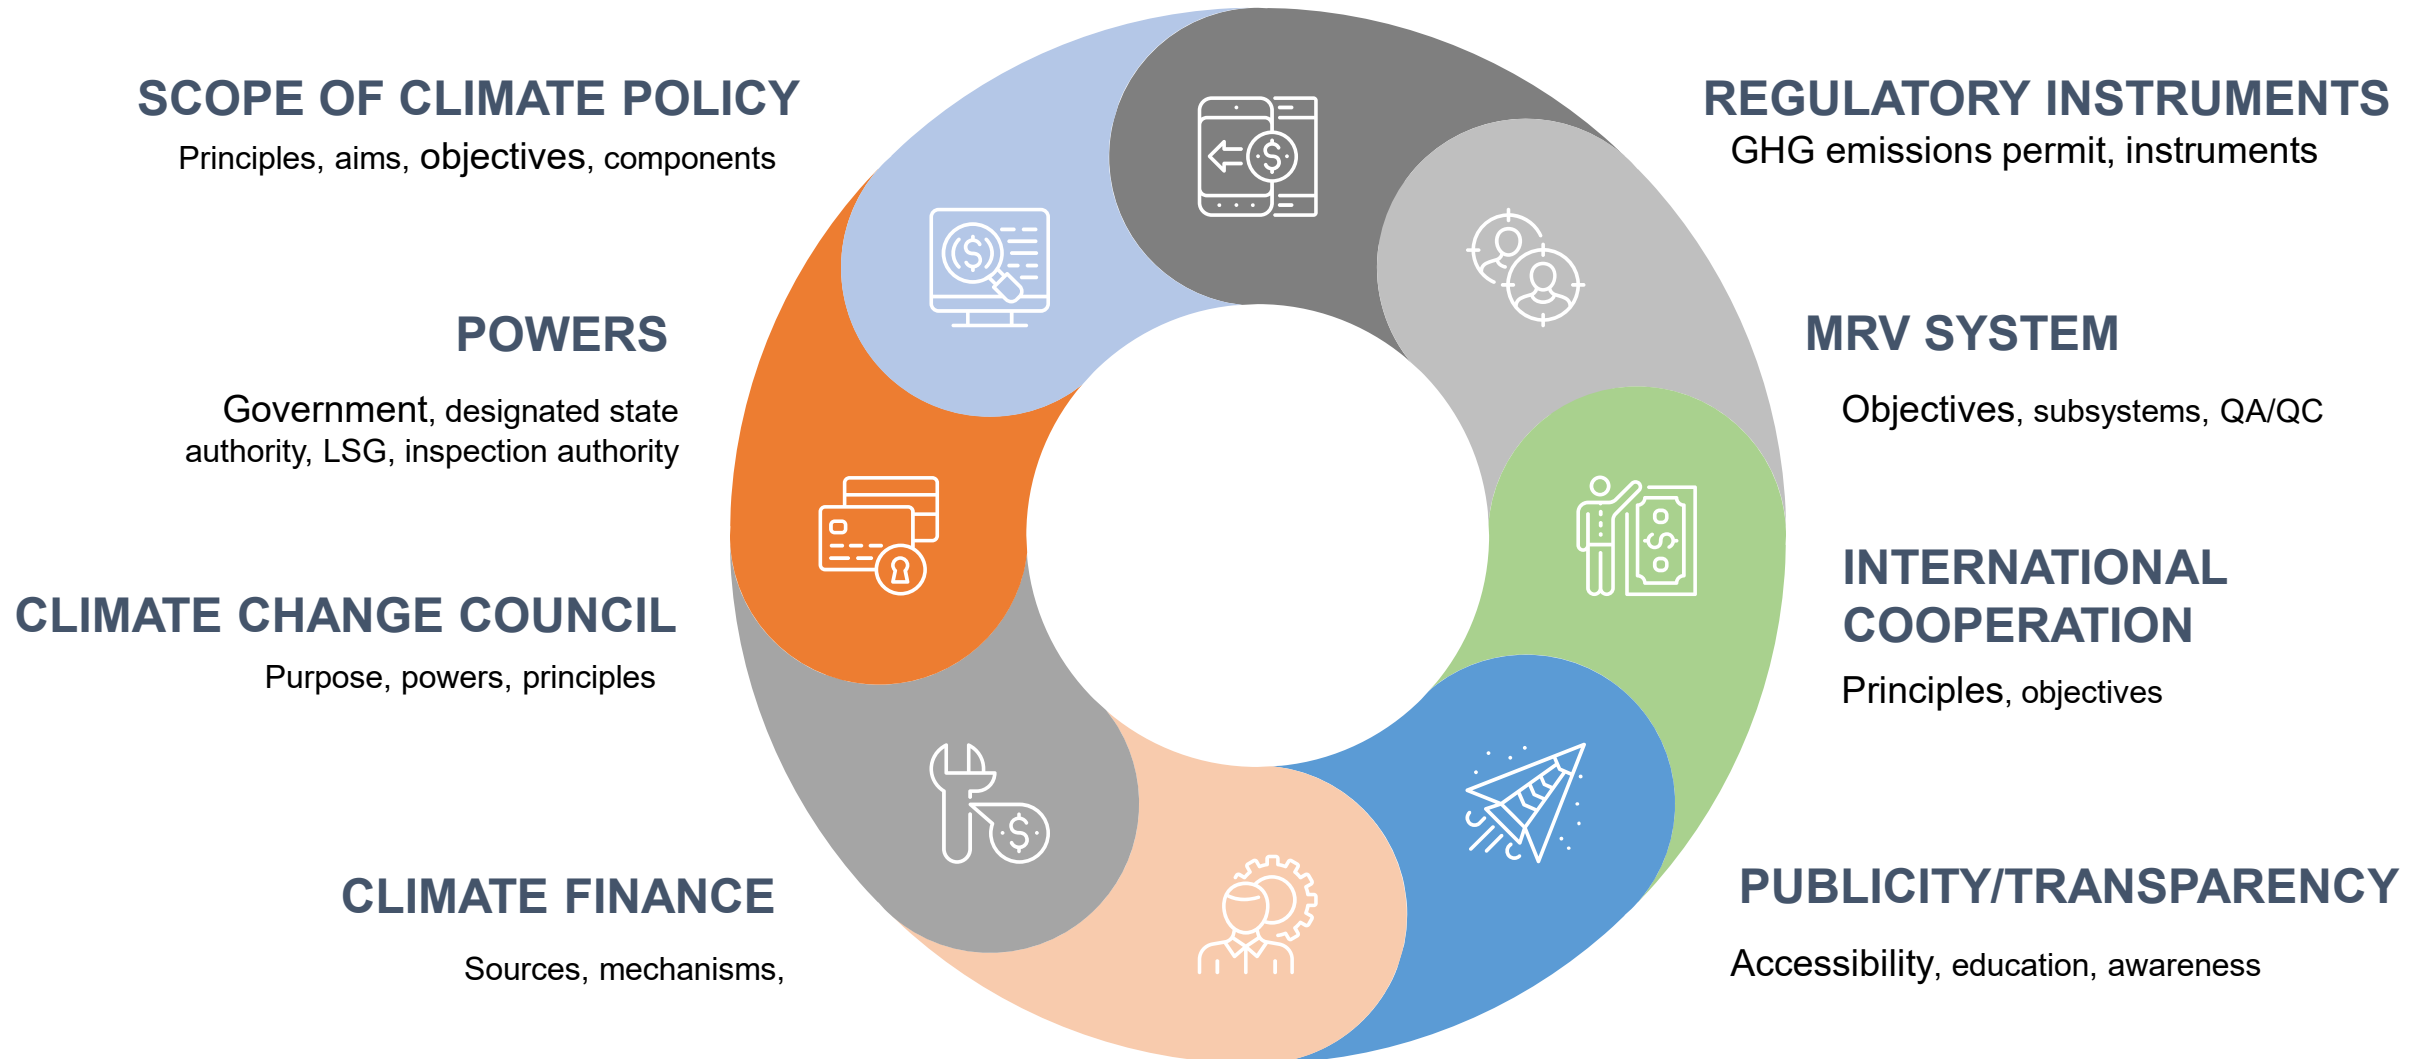 SCOPE OF CLIMATE POLICY
Principles, aims, objectives, components
POWERS
Government, designated state
authority, LSG, inspection authority
CLIMATE CHANGE COUNCIL
Purpose, powers, principles
CLIMATE FINANCE
Sources, mechanisms,
REGULATORY INSTRUMENTS
GHG emissions permit, instruments
MRV SYSTEM
Objectives, subsystems, QA/QC
INTERNATIONAL
COOPERATION
Principles, objectives
PUBLICITY/TRANSPARENCY
Accessibility, education, awareness